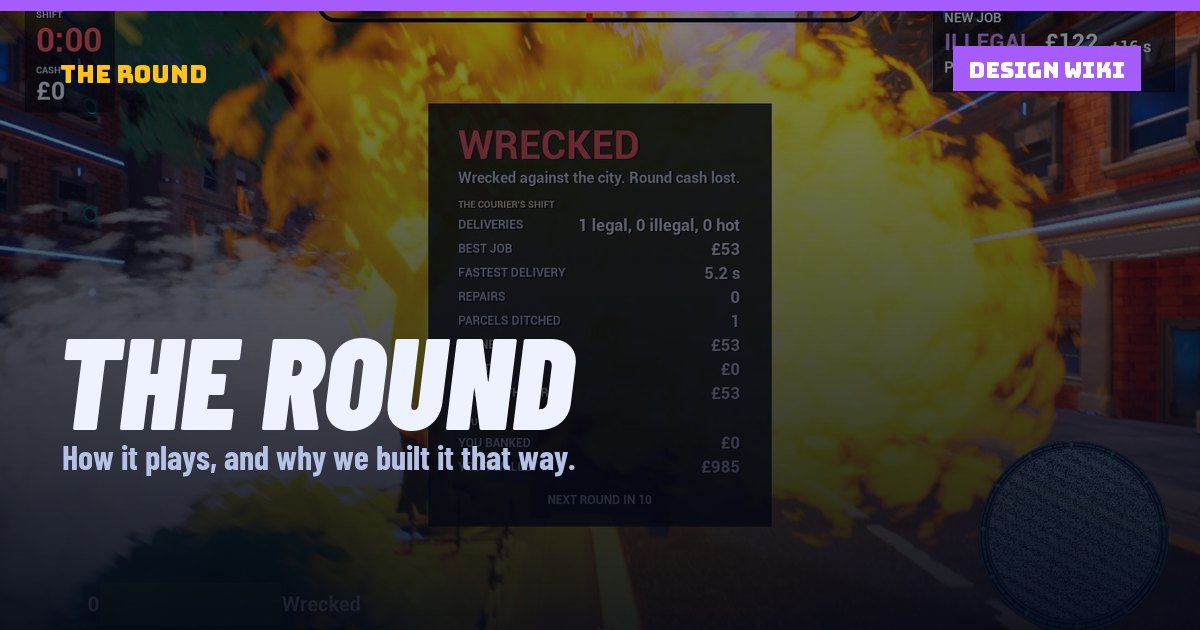 SHIFT
0:00
CASH
£0
THE ROUND
NEW JOB
ILLEGAL £122 +16s
DESIGN WIKI
WRECKED
Wrecked against the city. Round cash lost.
THE COURIER'S SHIFT
DELIVERIES 1 legal, 0 illegal, 0 hot
BEST JOB £53
FASTEST DELIVERY 5.2 s
REPAIRS 0
PARCELS DITCHED 1
£53
£0
£53
THE ROUND
YOU BANKED £0
£985
How it plays, and why we built it that way.
NEXT ROUND IN 10
0 Wrecked